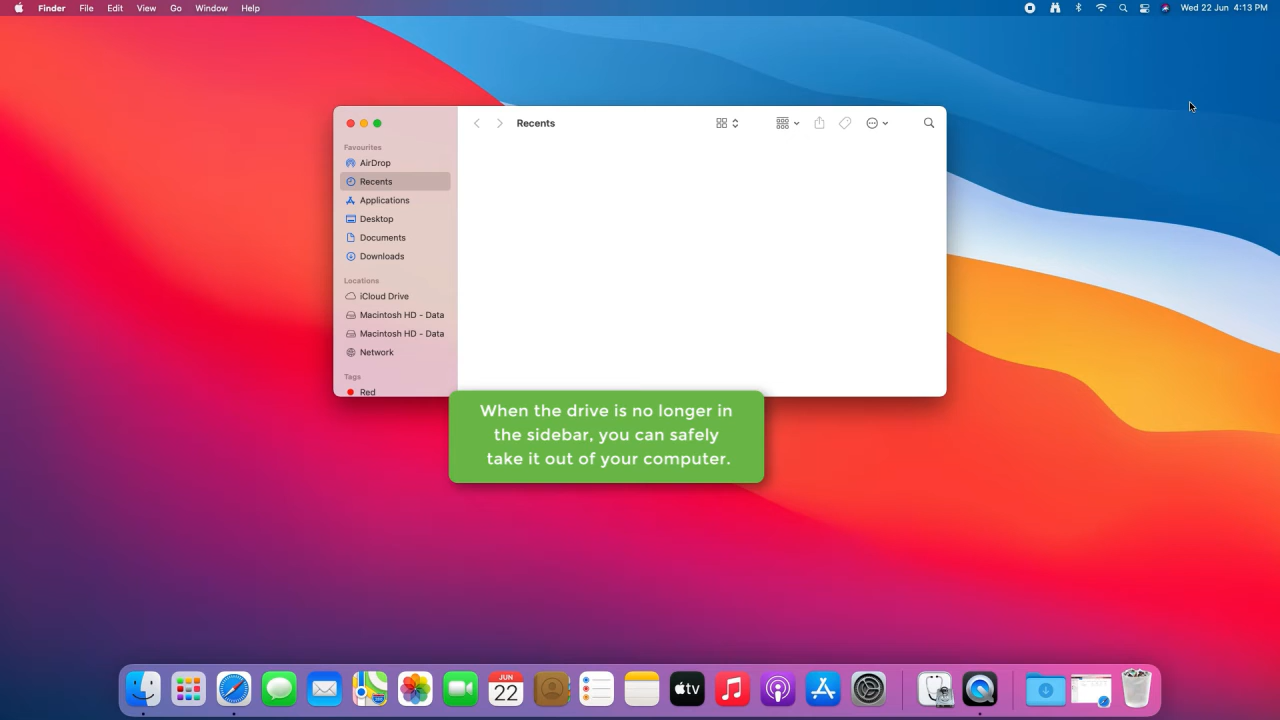 Finder File Edit View Go Window Help
Wed 22 Jun 4:13 PM
Recents
Favourites
AirDrop
Recents
Applications
Desktop
Documents
Downloads
Locations
iCloud Drive
Macintosh HD - Data
Macintosh HD - Data
Network
Tags
Red
When the drive is no longer in
the sidebar, you can safely
take it out of your computer.
JUN
22
tv